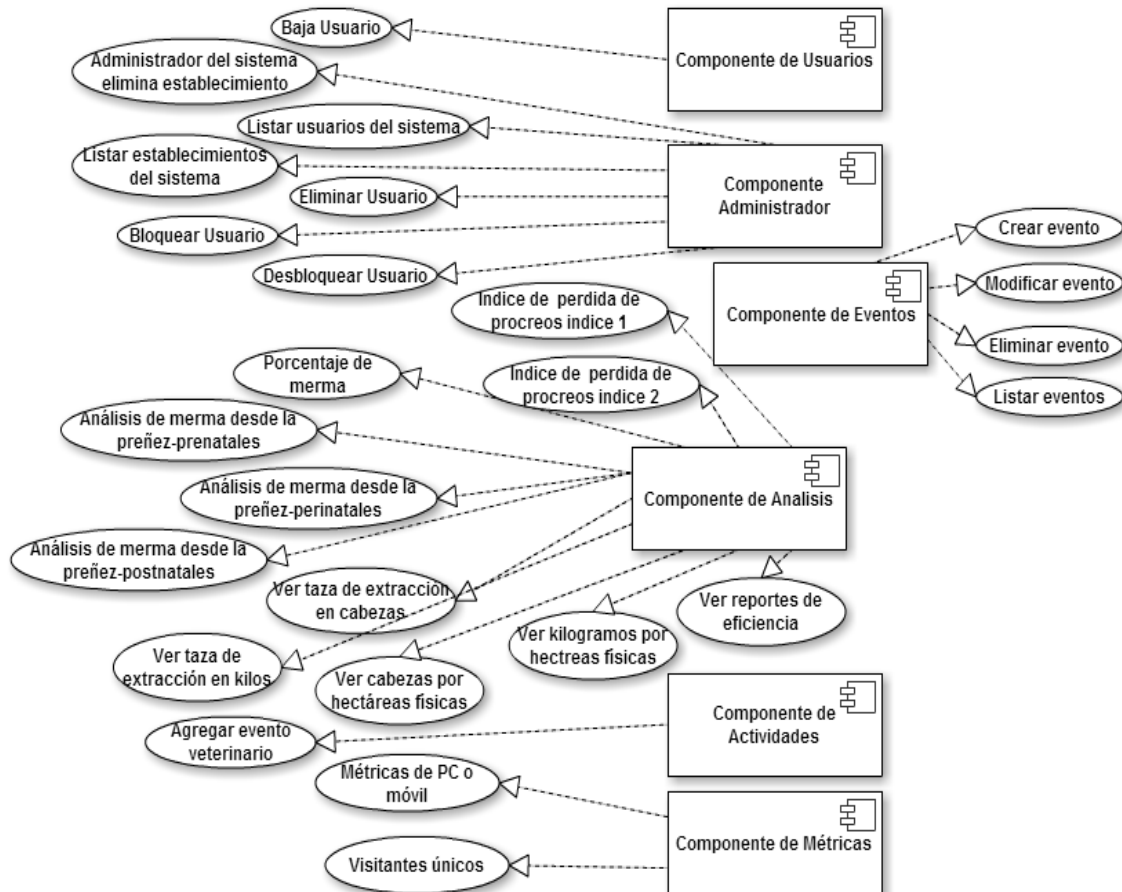 Baja Usuario
Componente de Usuarios
Administrador del sistema
elimina establecimiento
Listar usuarios del sistema
Listar establecimientos
del sistema
Componente
Administrador
Eliminar Usuario
Bloquear Usuario
Desbloquear Usuario
Crear evento
Modificar evento
Componente de Eventos
Eliminar evento
Listar eventos
Indice de perdida de
procreos indice 1
Porcentaje de
merma
Indice de perdida de
procreos indice 2
Análisis de merma desde la
preñez-prenatales
Análisis de merma desde la
preñez-perinatales
Componente de Analisis
Análisis de merma desde la
preñez-postnatales
Ver taza de extracción
en cabezas
Ver reportes de
eficiencia
Ver kilogramos por
hectreas físicas
Ver taza de
extracción en kilos
Ver cabezas por
hectáreas físicas
Componente de
Actividades
Agregar evento
veterinario
Métricas de PC o
móvil
Componente de Métricas
Visitantes únicos